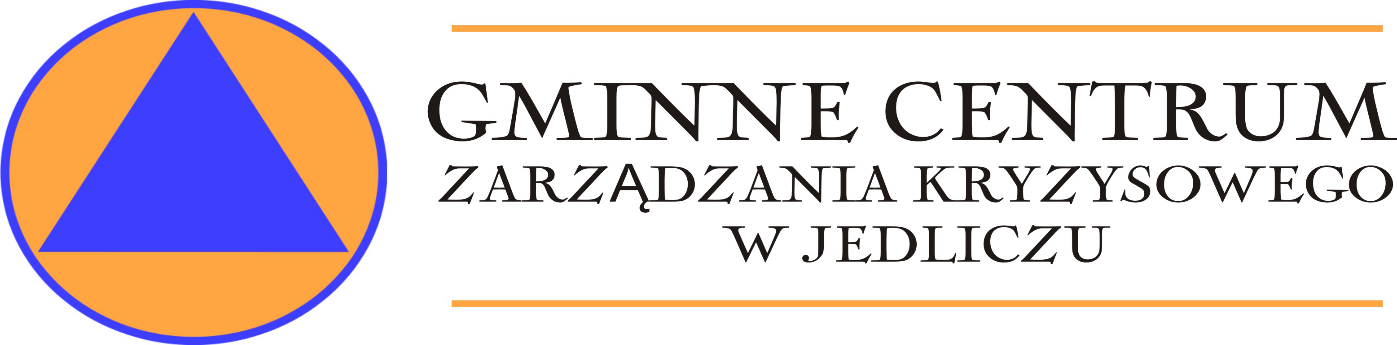 GMINNE CENTRUM
ZARZĄDZANIA KRYZYSOWEGO
W JEDLICZU